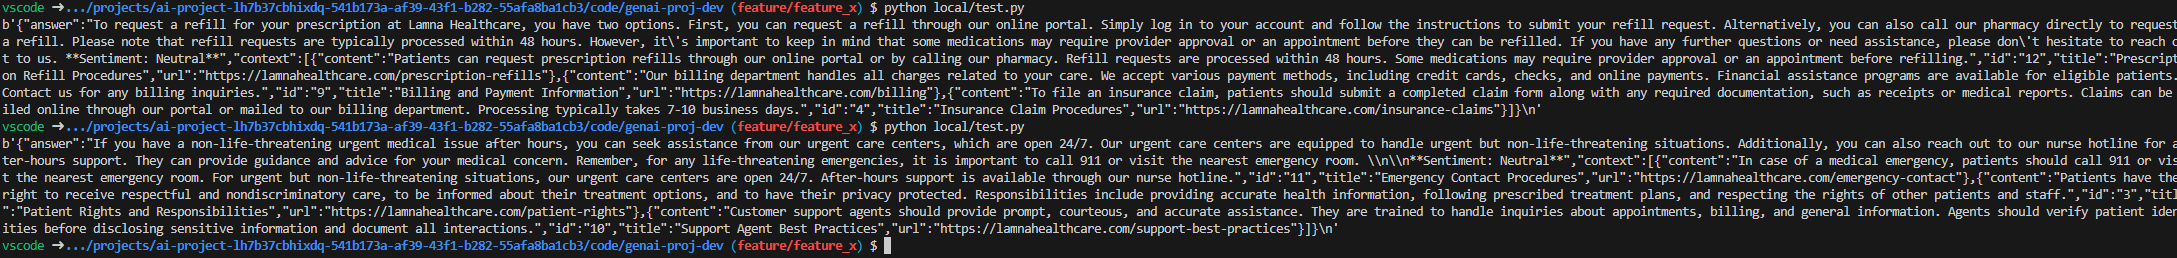 vscode ➜.../projects/ai-project-lh7b37cbhixdq-541b173a-af39-43f1-b282-55afa8ba1cb3/code/genai-proj-dev (feature/feature_x) $ python local/test.py
b'{"answer":"To request a refill for your prescription at Lamna Healthcare, you have two options. First, you can request a refill through our online portal. Simply log in to your account and follow the instructions to submit your refill request. Alternatively, you can also call our pharmacy directly to request
a refill. Please note that refill requests are typically processed within 48 hours. However, it\'s important to keep in mind that some medications may require provider approval or an appointment before they can be refilled. If you have any further questions or need assistance, please don\'t hesitate to reach o
t to us. **Sentiment: Neutral**","context":[{"content":"Patients can request prescription refills through our online portal or by calling our pharmacy. Refill requests are processed within 48 hours. Some medications may require provider approval or an appointment before refilling.","id":"12","title":"Prescript
on Refill Procedures","url":"https://lamnahealthcare.com/prescription-refills"},{"content":"Our billing department handles all charges related to your care. We accept various payment methods, including credit cards, checks, and online payments. Financial assistance programs are available for eligible patients.
Contact us for any billing inquiries.","id":"9","title":"Billing and Payment Information","url":"https://lamnahealthcare.com/billing"},{"content":"To file an insurance claim, patients should submit a completed claim form along with any required documentation, such as receipts or medical reports. Claims can be
iled online through our portal or mailed to our billing department. Processing typically takes 7-10 business days.","id":"4","title":"Insurance Claim Procedures","url":"https://lamnahealthcare.com/insurance-claims"}]}\n'
vscode ➜.../projects/ai-project-lh7b37cbhixdq-541b173a-af39-43f1-b282-55afa8ba1cb3/code/genai-proj-dev (feature/feature_x) $ python local/test.py
b'{"answer":"If you have a non-life-threatening urgent medical issue after hours, you can seek assistance from our urgent care centers, which are open 24/7. Our urgent care centers are equipped to handle urgent but non-life-threatening situations. Additionally, you can also reach out to our nurse hotline for a
ter-hours support. They can provide guidance and advice for your medical concern. Remember, for any life-threatening emergencies, it is important to call 911 or visit the nearest emergency room. \\n\\n**Sentiment: Neutral**","context":[{"content":"In case of a medical emergency, patients should call 911 or vis
t the nearest emergency room. For urgent but non-life-threatening situations, our urgent care centers are open 24/7. After-hours support is available through our nurse hotline.","id":"11","title":"Emergency Contact Procedures","url":"https://lamnahealthcare.com/emergency-contact"},{"content":"Patients have the
right to receive respectful and nondiscriminatory care, to be informed about their treatment options, and to have their privacy protected. Responsibilities include providing accurate health information, following prescribed treatment plans, and respecting the rights of other patients and staff.","id":"3","titl
":"Patient Rights and Responsibilities","url":"https://lamnahealthcare.com/patient-rights"},{"content":"Customer support agents should provide prompt, courteous, and accurate assistance. They are trained to handle inquiries about appointments, billing, and general information. Agents should verify patient iden
ities before disclosing sensitive information and document all interactions.","id":"10","title":"Support Agent Best Practices","url":"https://lamnahealthcare.com/support-best-practices"}]}\n'
vscode ➜.../projects/ai-project-lh7b37cbhixdq-541b173a-af39-43f1-b282-55afa8ba1cb3/code/genai-proj-dev (feature/feature_x) $